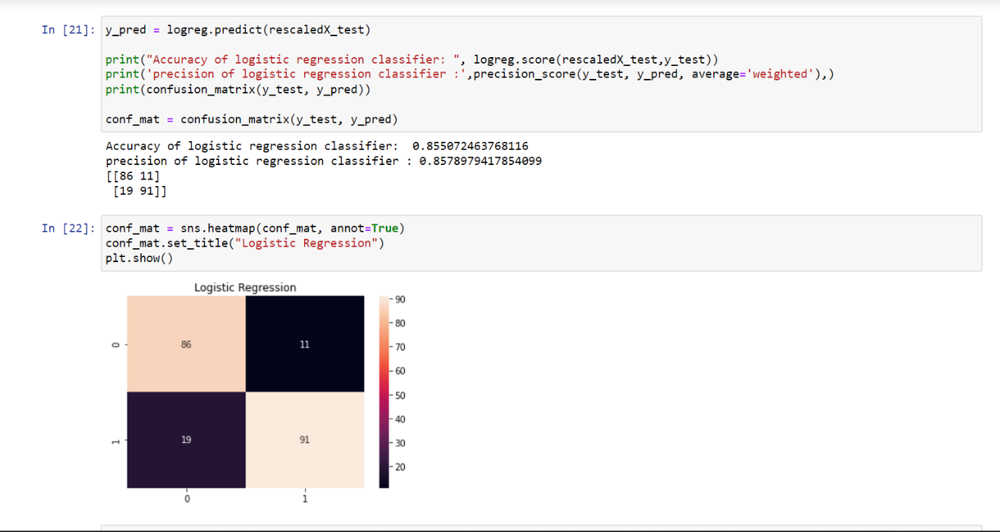 In [21]: y_pred = logreg.predict(rescaledX_test)
print("Accuracy of logistic regression classifier: ", logreg.score(rescaledX_test,y_test))
print('precision of logistic regression classifier :',precision_score(y_test, y_pred, average='weighted'),)
print(confusion_matrix(y_test, y_pred))
conf_mat = confusion_matrix(y_test, y_pred)
Accuracy of logistic regression classifier:  0.855072463768116
precision of logistic regression classifier : 0.8578979417854099
[[86 11]
 [19 91]]
In [22]: conf_mat = sns.heatmap(conf_mat, annot=True)
conf_mat.set_title("Logistic Regression")
plt.show()
Logistic Regression
0
86
11
1
19
91
0
1
90
80
70
60
50
40
30
20